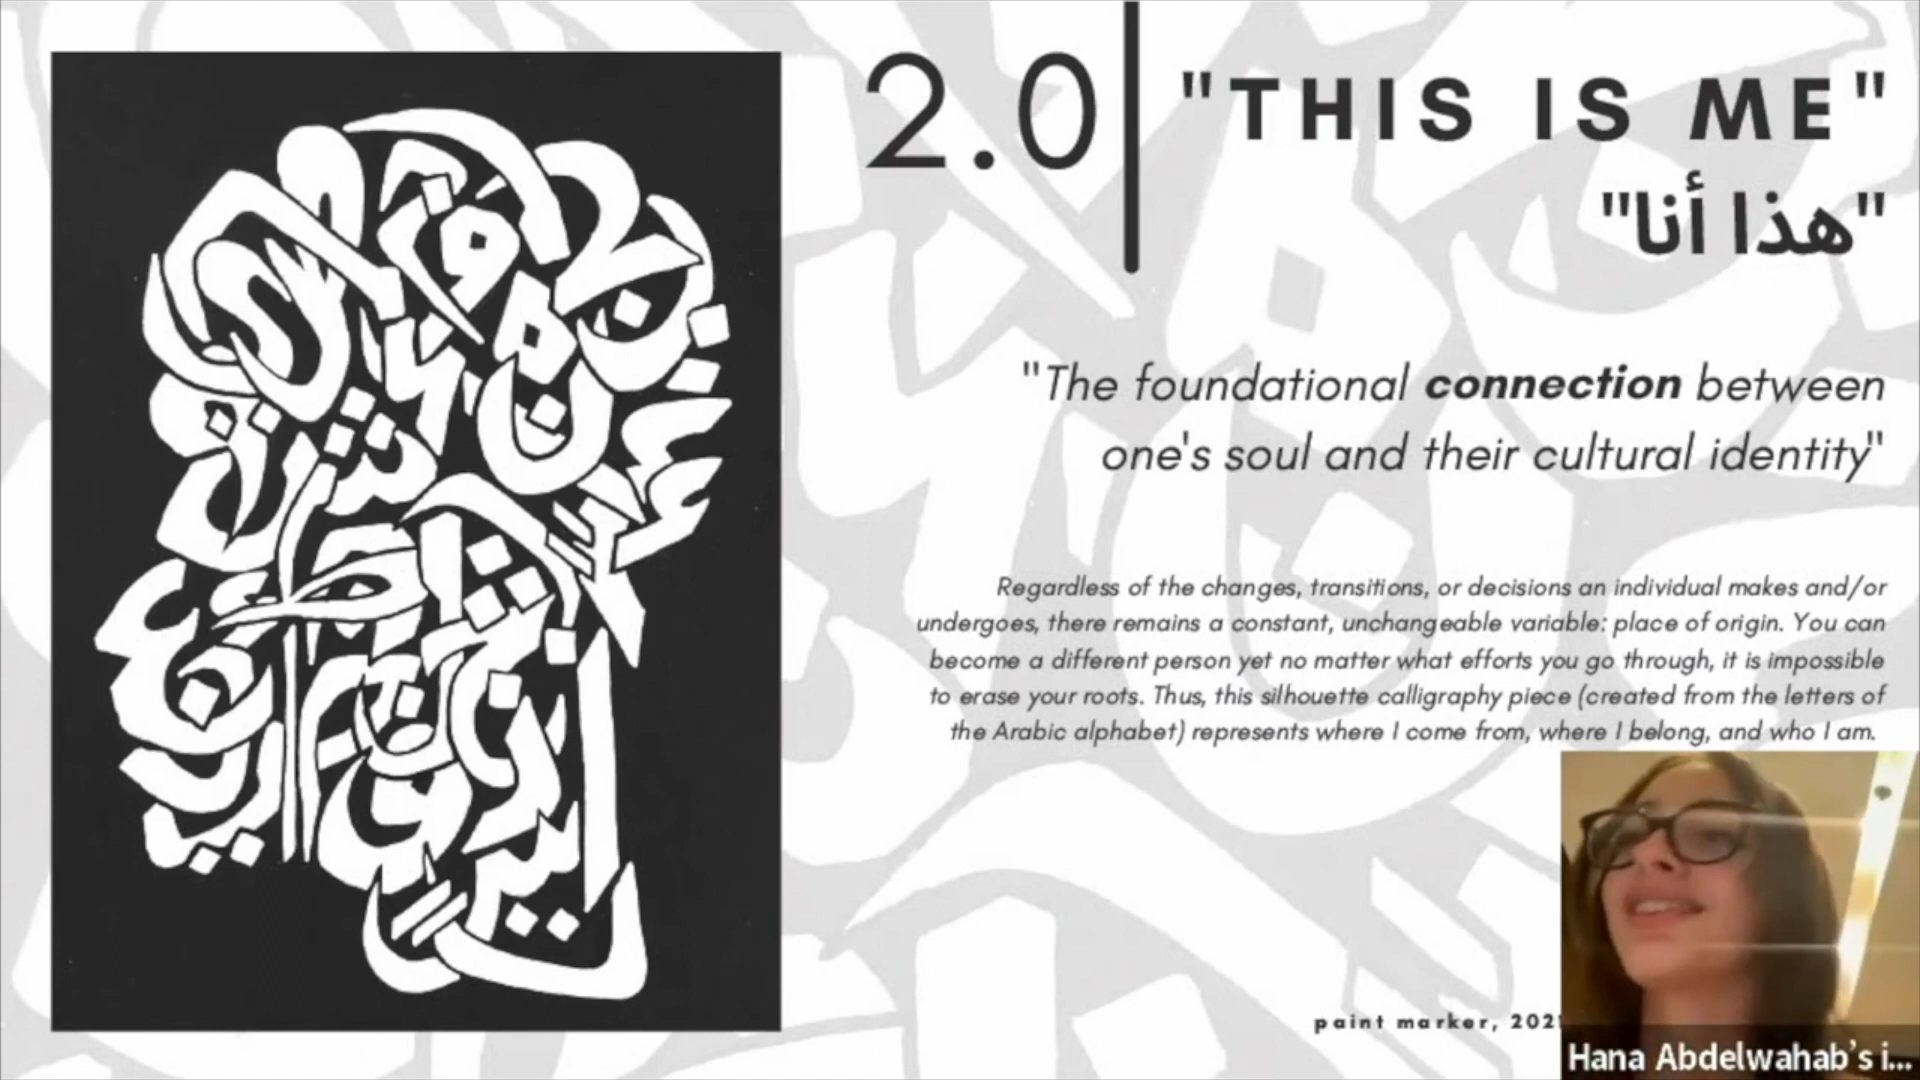 2.0
"THIS IS ME"
"هذا أنا"
"The foundational connection between
one's soul and their cultural identity"
Regardless of the changes, transitions, or decisions an individual makes and/or
undergoes, there remains a constant, unchangeable variable: place of origin. You can
become a different person yet no matter what efforts you go through, it is impossible
to erase your roots. Thus, this silhouette calligraphy piece (created from the letters of
the Arabic alphabet) represents where I come from, where I belong, and who I am.
paint marker,
Hana Abdelwahab's i...